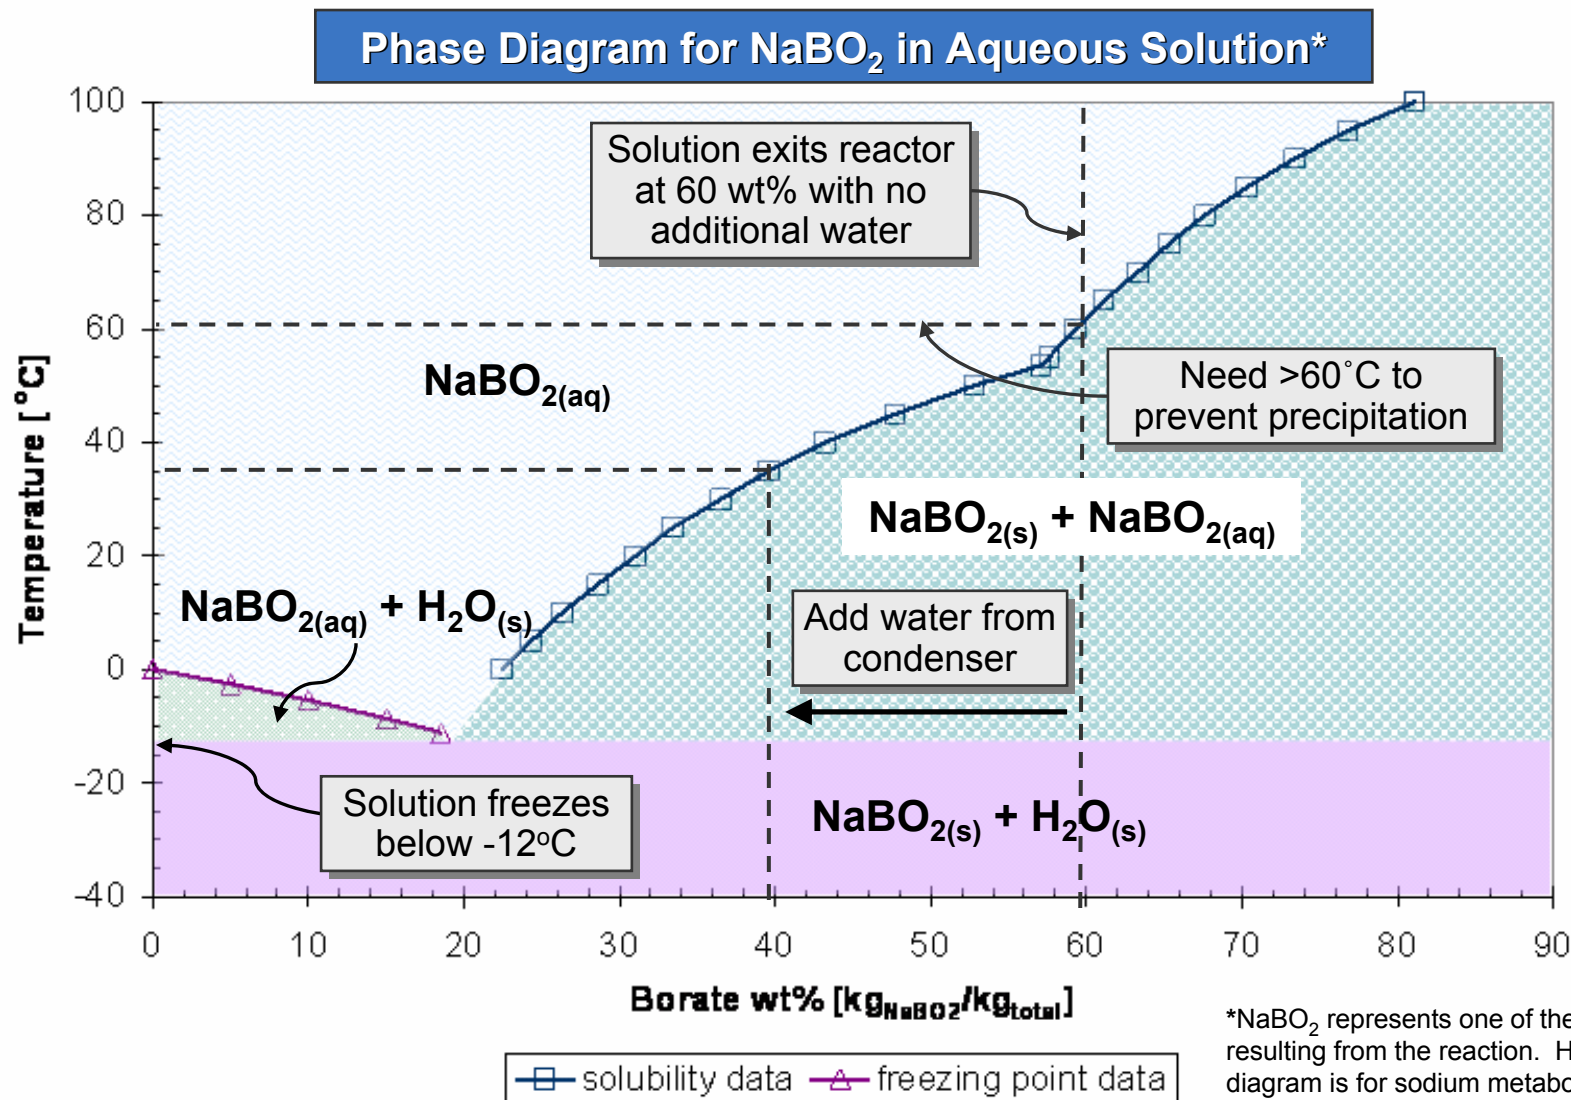 Phase Diagram for NaBO₂ in Aqueous Solution*
100
80
60
40
20
0
-20
-40
Temperature [°C]
Solution exits reactor
at 60 wt% with no
additional water
NaBO₂(aq)
Need >60˚C to
prevent precipitation
NaBO₂(s) + NaBO₂(aq)
NaBO₂(aq) + H₂O(s)
Add water from
condenser
Solution freezes
below -12°C
NaBO₂(s) + H₂O(s)
0 10 20 30 40 50 60 70 80 90
Borate wt% [kgNaBO2/kgtotal]
solubility data freezing point data
*NaBO₂ represents one of the
resulting from the reaction. H
diagram is for sodium metabo